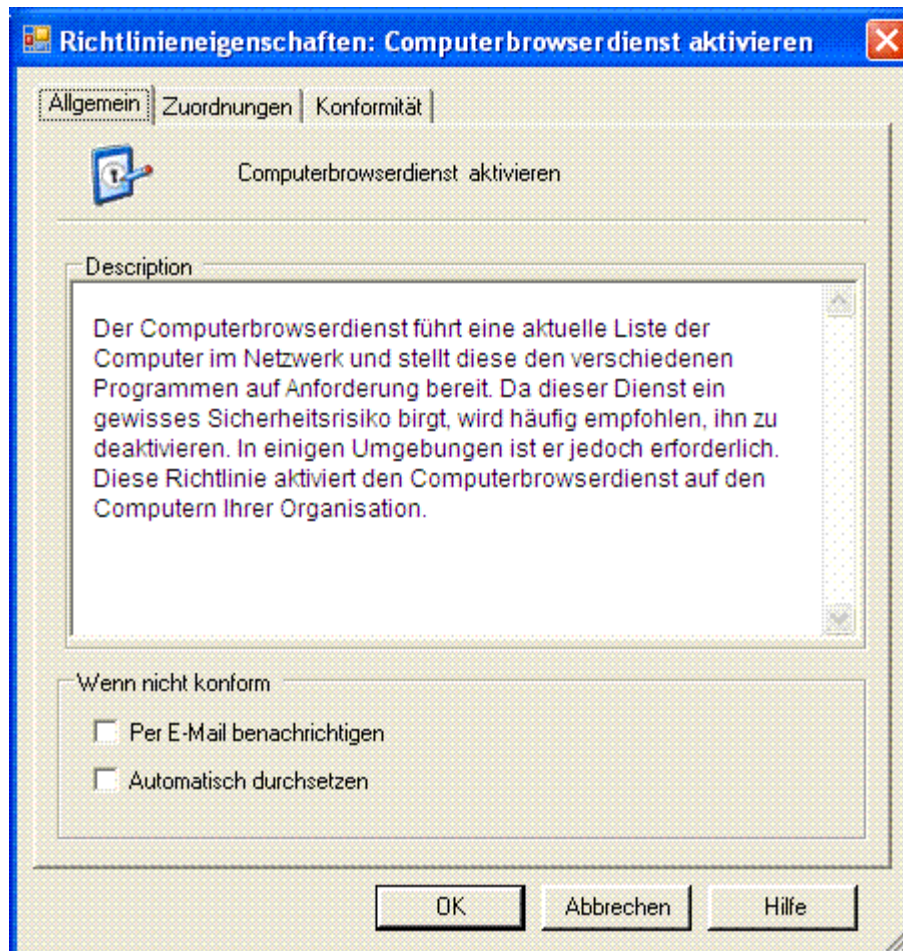 Richtlinieneigenschaften: Computerbrowserdienst aktivieren
Allgemein Zuordnungen Konformität
Computerbrowserdienst aktivieren
Description
Der Computerbrowserdienst führt eine aktuelle Liste der
Computer im Netzwerk und stellt diese den verschiedenen
Programmen auf Anforderung bereit. Da dieser Dienst ein
gewisses Sicherheitsrisiko birgt, wird häufig empfohlen, ihn zu
deaktivieren. In einigen Umgebungen ist er jedoch erforderlich.
Diese Richtlinie aktiviert den Computerbrowserdienst auf den
Computern Ihrer Organisation.
Wenn nicht konform
Per E-Mail benachrichtigen
Automatisch durchsetzen
OK Abbrechen Hilfe